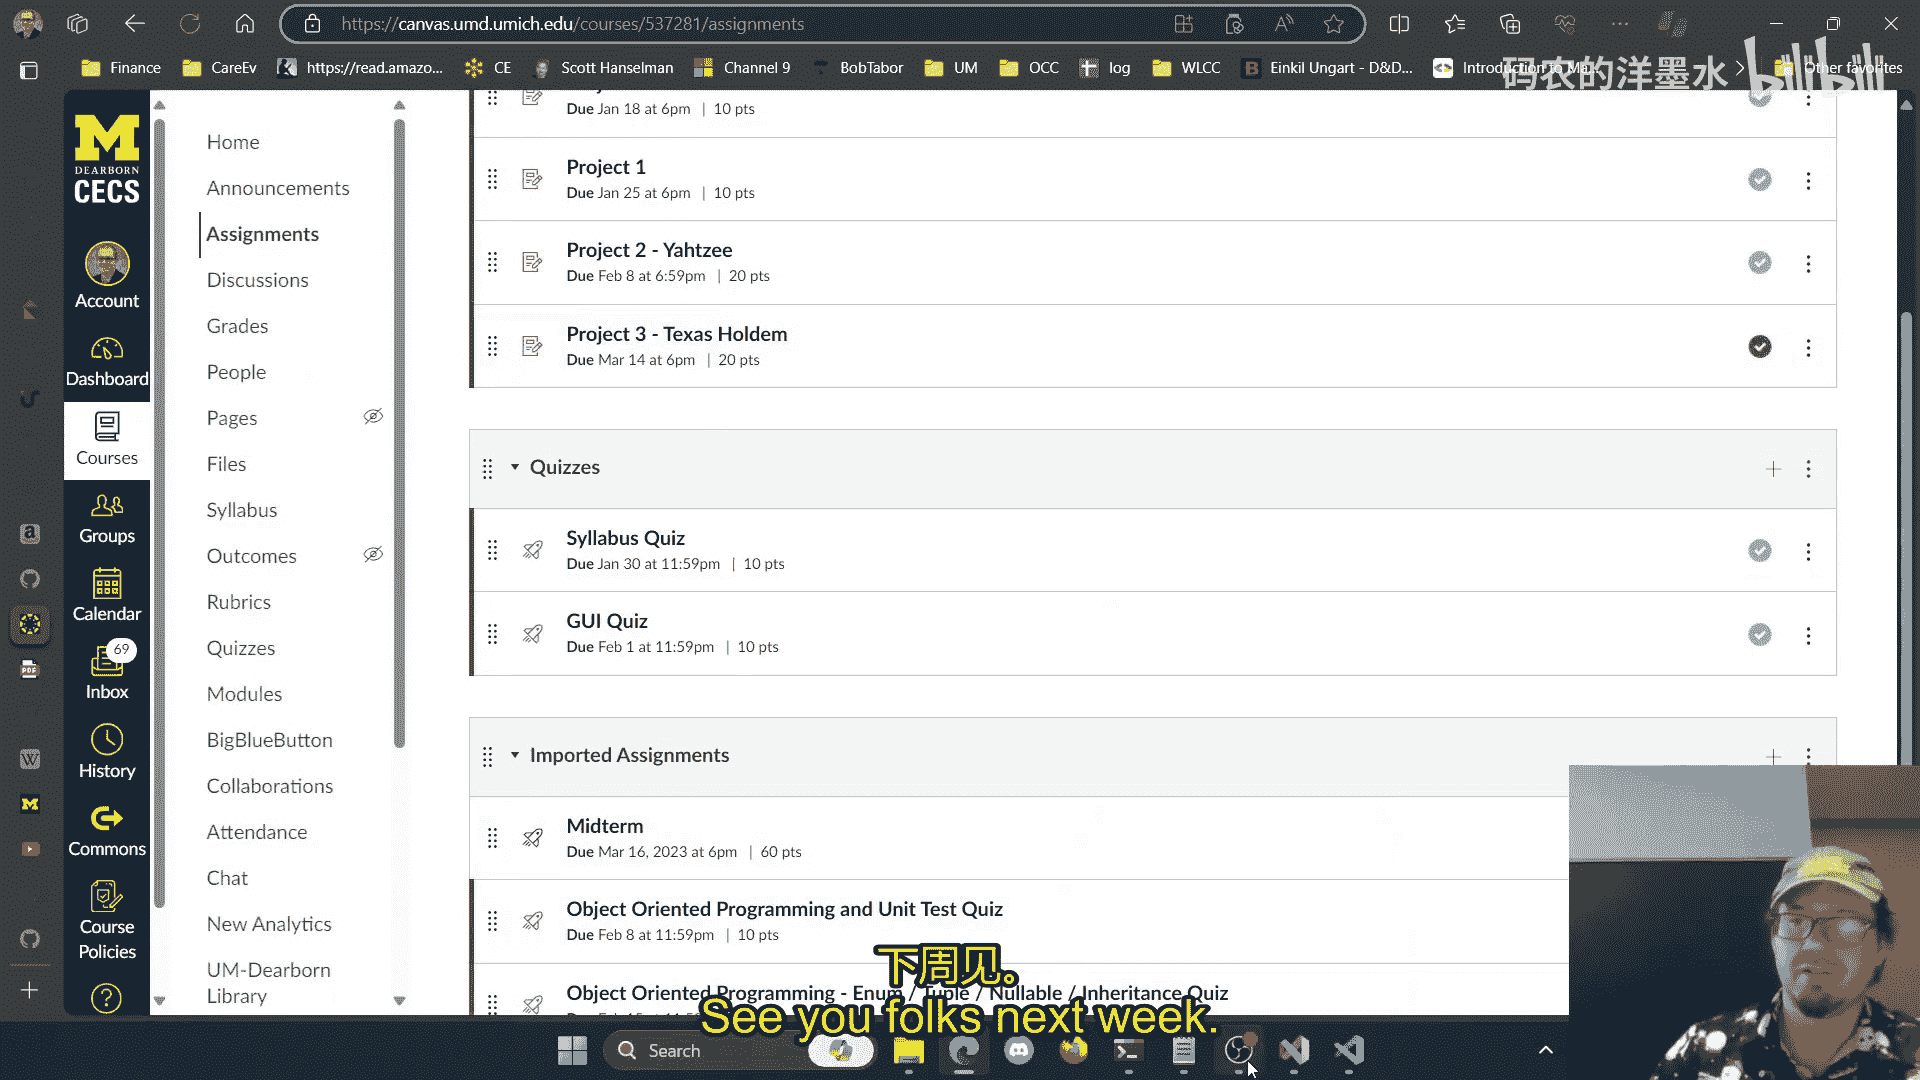 https://canvas.umd.umich.edu/courses/537281/assignments
Finance
CareEv
https://read.amazo...
CE
Scott Hanselman
Channel 9
BobTabor
UM
OCC
log
WLCC
Einkil Ungart - D&D...
Other favorites
码农的洋墨水
bilibili
M
DEARBORN
CECS
Account
Dashboard
Courses
Groups
Calendar
69
Inbox
History
Commons
Course
Policies
Home
Announcements
Assignments
Discussions
Grades
People
Pages
Files
Syllabus
Outcomes
Rubrics
Quizzes
Modules
BigBlueButton
Collaborations
Attendance
Chat
New Analytics
UM-Dearborn
Library
Due Jan 18 at 6pm | 10 pts
Project 1
Due Jan 25 at 6pm | 10 pts
Project 2 - Yahtzee
Due Feb 8 at 6:59pm | 20 pts
Project 3 - Texas Holdem
Due Mar 14 at 6pm | 20 pts
Quizzes
Syllabus Quiz
Due Jan 30 at 11:59pm | 10 pts
GUI Quiz
Due Feb 1 at 11:59pm | 10 pts
Imported Assignments
Midterm
Due Mar 16, 2023 at 6pm | 60 pts
Object Oriented Programming and Unit Test Quiz
Due Feb 8 at 11:59pm | 10 pts
Object Oriented Programming - Enum / Tuple / Nullable / Inheritance Quiz
下周见。
See you folks next week.
Search